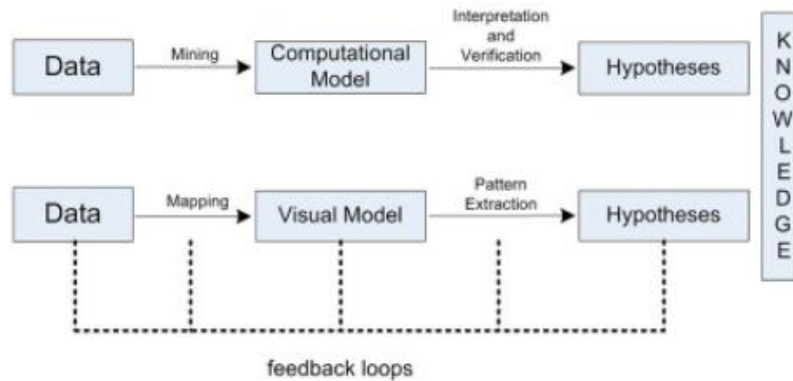 Data
Mining
Computational
Model
Interpretation
and
Verification
Hypotheses
Data
Mapping
Visual Model
Pattern
Extraction
Hypotheses
K
N
O
W
L
E
D
G
E
feedback loops